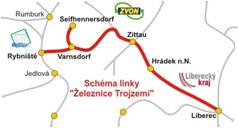 Rumburk
Seifhennersdorf
ZVON
Zittau
Rybniště
Varnsdorf
Jedlová
Hrádek n.N.
Schéma linky
"Železnice Trojzemí"
Liberecký
kraj
Liberec